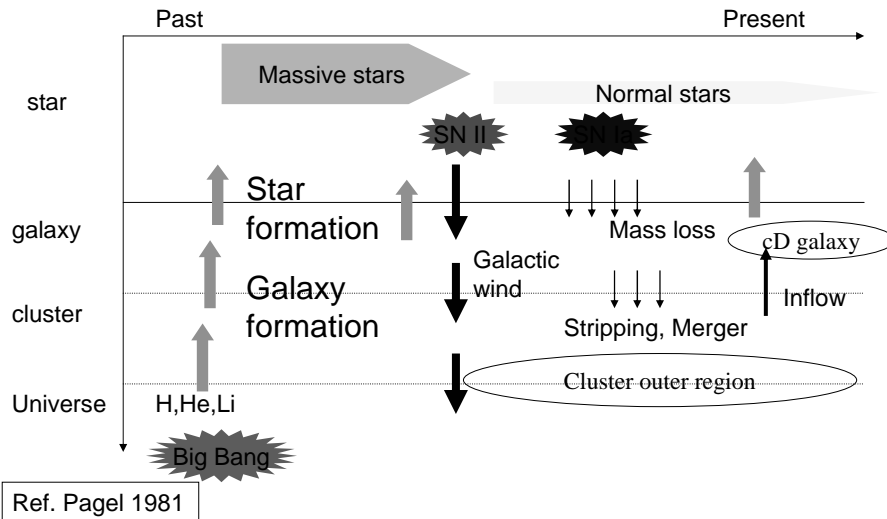 Past
Present
Massive stars
star
Normal stars
SN II
SN Ia
Star
formation
galaxy
Mass loss
cD galaxy
Galactic
wind
Galaxy
formation
Inflow
cluster
Stripping, Merger
Cluster outer region
Universe
H,He,Li
Big Bang
Ref. Pagel 1981